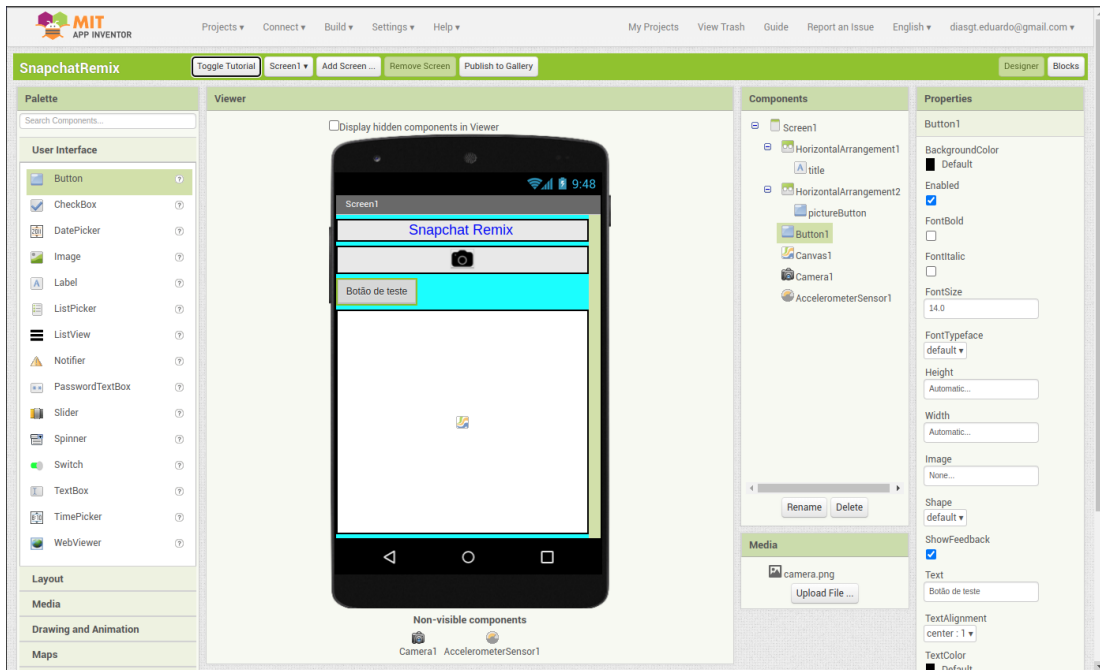 MIT
APP INVENTOR
Projects ▾ Connect ▾ Build ▾ Settings ▾ Help ▾ My Projects View Trash Guide Report an Issue English ▾ diasgt.eduardo@gmail.com ▾
SnapchatRemix Toggle Tutorial Screen1 ▾ Add Screen ... Remove Screen Publish to Gallery Designer Blocks
Palette
Search Components...
User Interface
Button ?
CheckBox ?
DatePicker ?
Image ?
Label ?
ListPicker ?
ListView ?
Notifier ?
PasswordTextBox ?
Slider ?
Spinner ?
Switch ?
TextBox ?
TimePicker ?
WebViewer ?
Layout
Media
Drawing and Animation
Maps
Viewer
Display hidden components in Viewer
9:48
Screen1
Snapchat Remix
Botão de teste
Non-visible components
Camera1 AccelerometerSensor1
Components
Screen1
HorizontalArrangement1
title
HorizontalArrangement2
pictureButton
Button1
Canvas1
Camera1
AccelerometerSensor1
Rename Delete
Media
camera.png
Upload File ...
Properties
Button1
BackgroundColor
Default
Enabled
FontBold
FontItalic
FontSize
14.0
FontTypeface
default ▾
Height
Automatic...
Width
Automatic...
Image
None...
Shape
default ▾
ShowFeedback
Text
Botão de teste
TextAlignment
center : 1 ▾
TextColor
Default